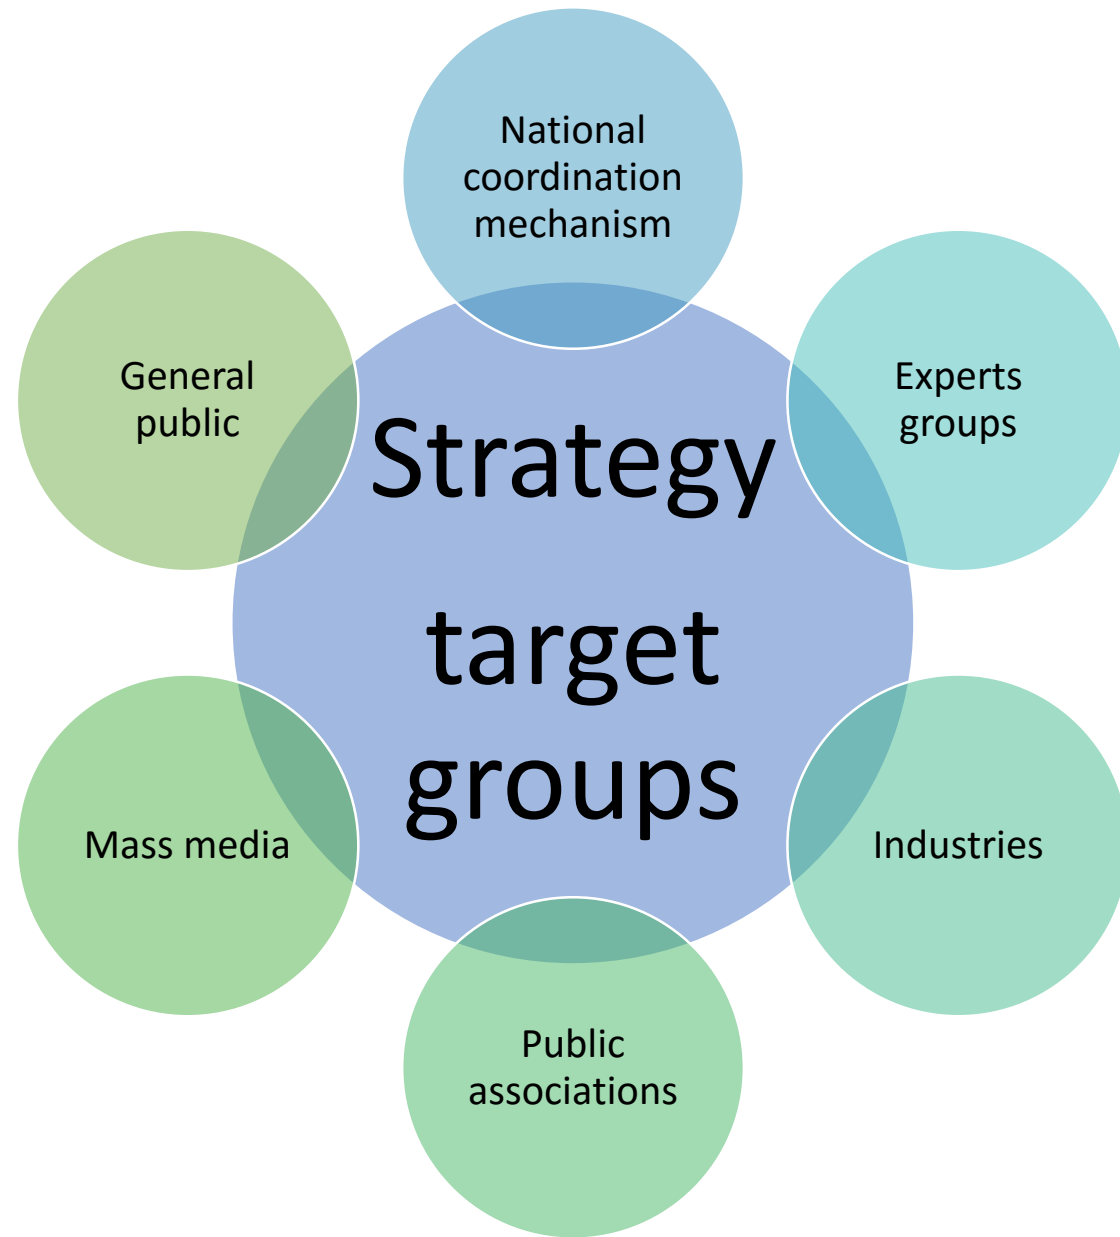 National
coordination
mechanism
Experts
groups
Industries
Public
associations
Mass media
General
public
Strategy
target
groups